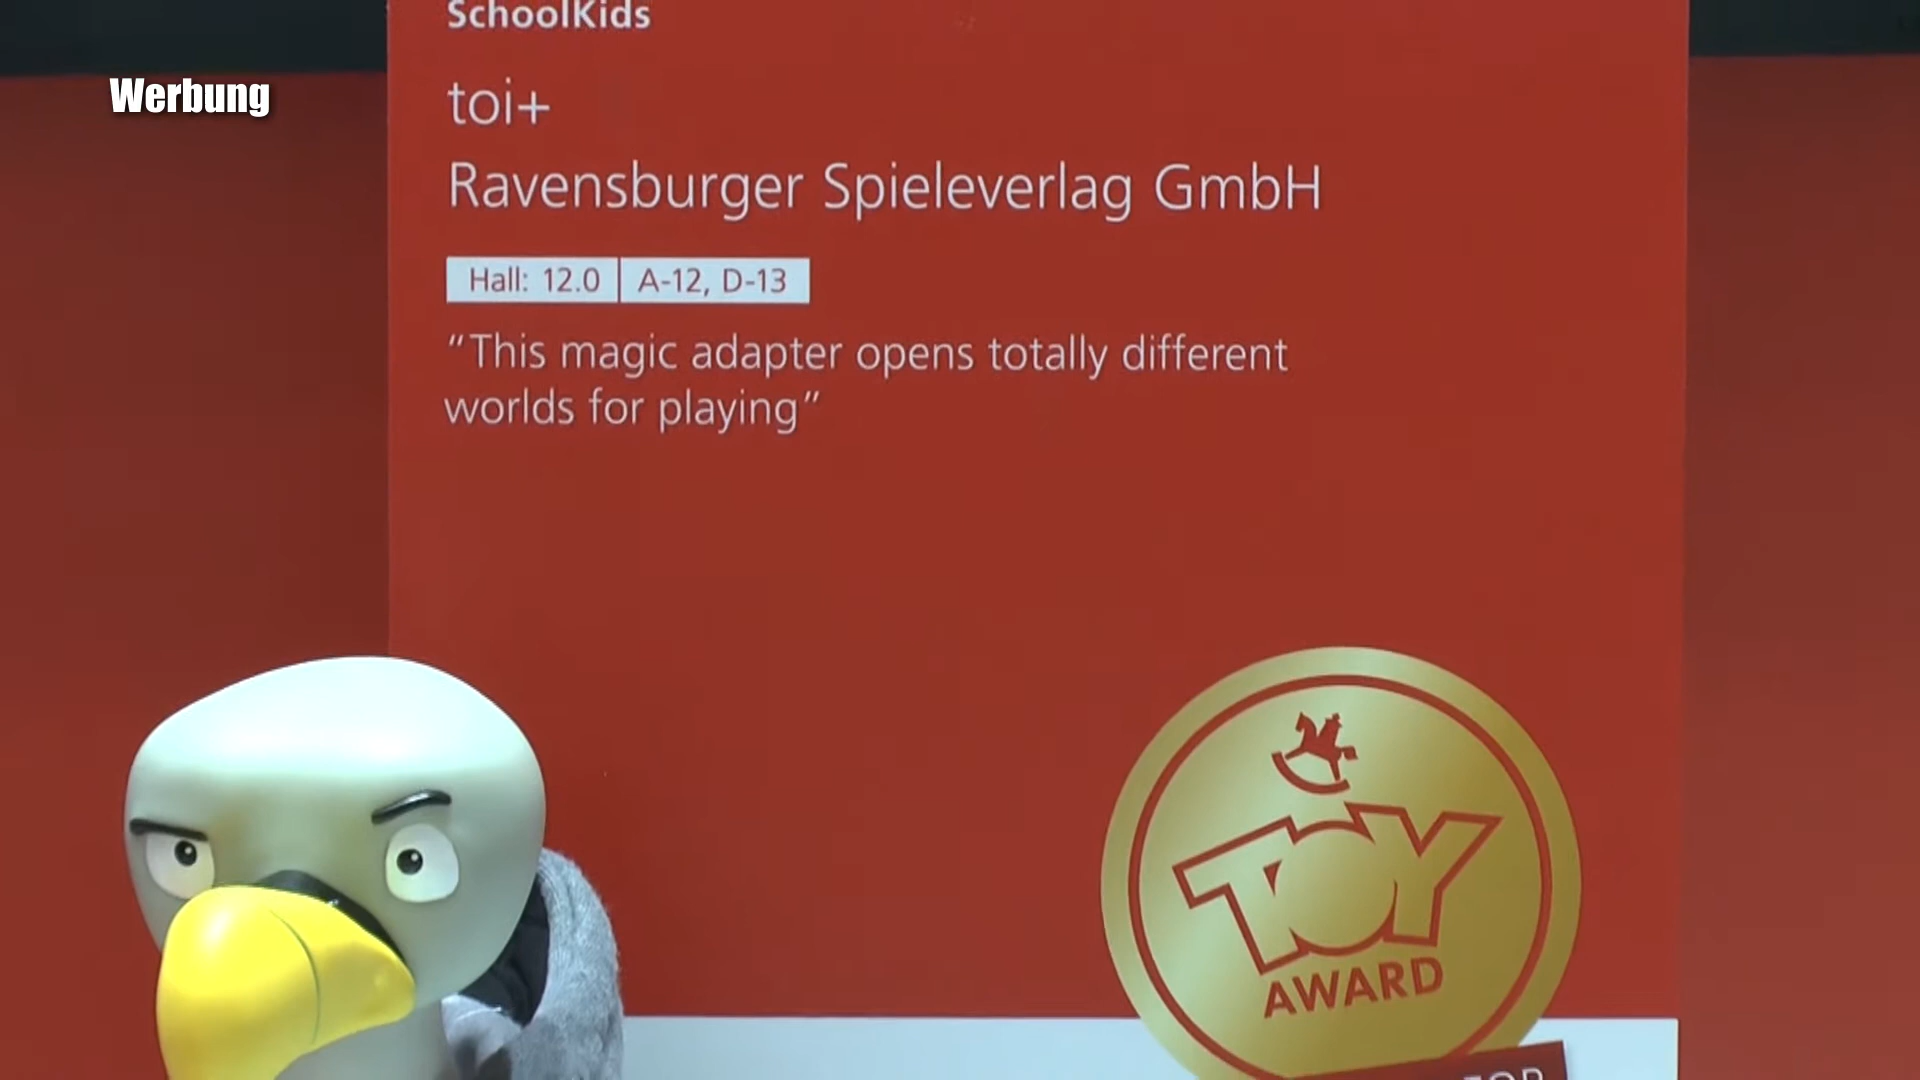 SchoolKids
Werbung
toi+
Ravensburger Spieleverlag GmbH
Hall: 12.0 A-12, D-13
“This magic adapter opens totally different
worlds for playing”
TOY
AWARD